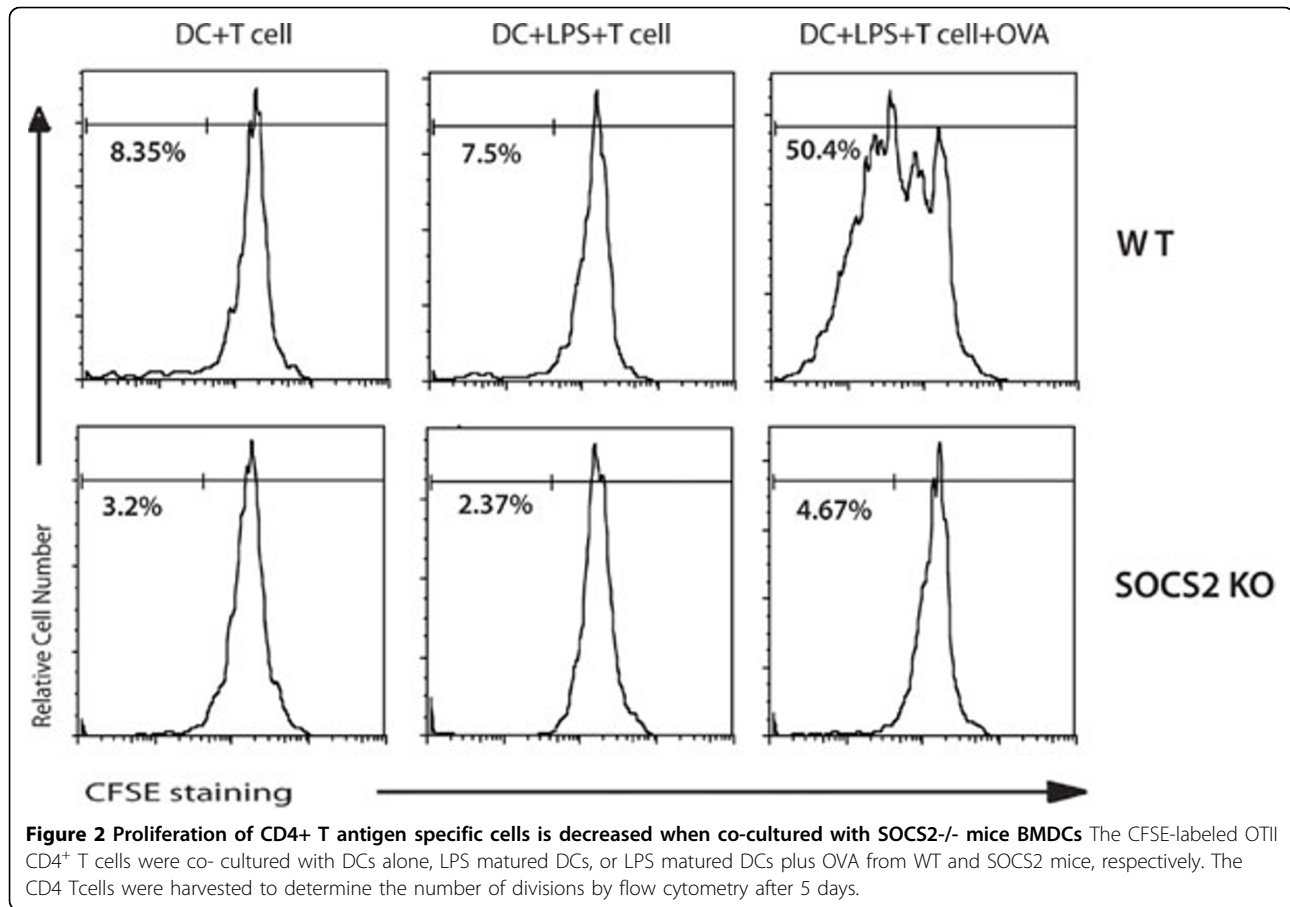 DC+T cell
DC+LPS+T cell
DC+LPS+T cell+OVA
8.35%
7.5%
50.4%
W T
3.2%
2.37%
4.67%
SOCS2 KO
Relative Cell Number
CFSE staining
Figure 2 Proliferation of CD4+ T antigen specific cells is decreased when co-cultured with SOCS2-/- mice BMDCs The CFSE-labeled OTII
CD4⁺ T cells were co- cultured with DCs alone, LPS matured DCs, or LPS matured DCs plus OVA from WT and SOCS2 mice, respectively. The
CD4 Tcells were harvested to determine the number of divisions by flow cytometry after 5 days.